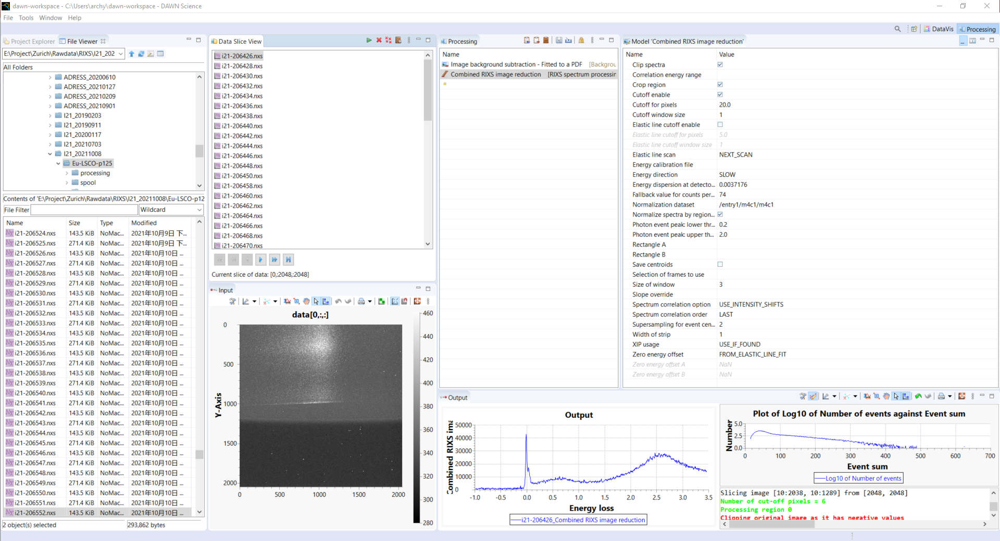 dawn-workspace - C:\Users\archy\dawn-workspace - DAWN Science
File Tools Window Help
DataVis Processing
Project Explorer File Viewer
E:\Project\Zurich\Rawdata\RIXS\I21_202
All Folders
ADRESS_20200610
ADRESS_20210127
ADRESS_20210209
ADRESS_20210901
I21_20190203
I21_20190911
I21_20200117
I21_20210703
I21_20211008
Eu-LSCO-p125
processing
spool
Contents of 'E:\Project\Zurich\Rawdata\RIXS\I21_20211008\Eu-LSCO-p12
File Filter Wildcard
Name Size Type Modified
i21-206524.nxs 143.5 KiB NoMac... 2021年10月9日 下...
i21-206525.nxs 271.4 KiB NoMac... 2021年10月9日 下...
i21-206526.nxs 143.5 KiB NoMac... 2021年10月10日 ...
i21-206527.nxs 271.4 KiB NoMac... 2021年10月10日 ...
i21-206528.nxs 143.5 KiB NoMac... 2021年10月10日 ...
i21-206529.nxs 271.4 KiB NoMac... 2021年10月10日 ...
i21-206530.nxs 143.5 KiB NoMac... 2021年10月10日 ...
i21-206531.nxs 271.4 KiB NoMac... 2021年10月10日 ...
i21-206532.nxs 143.5 KiB NoMac... 2021年10月10日 ...
i21-206533.nxs 271.4 KiB NoMac... 2021年10月10日 ...
i21-206534.nxs 143.5 KiB NoMac... 2021年10月10日 ...
i21-206535.nxs 271.4 KiB NoMac... 2021年10月10日 ...
i21-206536.nxs 143.5 KiB NoMac... 2021年10月10日 ...
i21-206537.nxs 271.4 KiB NoMac... 2021年10月10日 ...
i21-206538.nxs 143.5 KiB NoMac... 2021年10月10日 ...
i21-206539.nxs 271.4 KiB NoMac... 2021年10月10日 ...
i21-206540.nxs 143.5 KiB NoMac... 2021年10月10日 ...
i21-206541.nxs 271.4 KiB NoMac... 2021年10月10日 ...
i21-206542.nxs 143.5 KiB NoMac... 2021年10月10日 ...
i21-206543.nxs 271.4 KiB NoMac... 2021年10月10日 ...
i21-206544.nxs 143.5 KiB NoMac... 2021年10月10日 ...
i21-206545.nxs 271.4 KiB NoMac... 2021年10月10日 ...
i21-206546.nxs 143.5 KiB NoMac... 2021年10月10日 ...
i21-206547.nxs 271.4 KiB NoMac... 2021年10月10日 ...
i21-206548.nxs 143.5 KiB NoMac... 2021年10月10日 ...
i21-206549.nxs 271.4 KiB NoMac... 2021年10月10日 ...
i21-206550.nxs 143.5 KiB NoMac... 2021年10月10日 ...
i21-206551.nxs 271.4 KiB NoMac... 2021年10月10日 ...
i21-206552.nxs 143.5 KiB NoMac... 2021年10月10日 ...
2 object(s) selected 293,862 bytes
Data Slice View
i21-206426.nxs
i21-206428.nxs
i21-206430.nxs
i21-206432.nxs
i21-206434.nxs
i21-206436.nxs
i21-206438.nxs
i21-206440.nxs
i21-206442.nxs
i21-206444.nxs
i21-206446.nxs
i21-206448.nxs
i21-206450.nxs
i21-206458.nxs
i21-206460.nxs
i21-206462.nxs
i21-206464.nxs
i21-206466.nxs
i21-206468.nxs
i21-206470.nxs
Current slice of data: [0,:2048,:2048]
Input
data[0,:,:]
Y-Axis
0
500
1000
1500
2000
0 500 1000 1500 2000
460
440
420
400
380
360
340
320
300
280
Processing
Name
Image background subtraction - Fitted to a PDF [Backgrou
Combined RIXS image reduction [RIXS spectrum processin
Model 'Combined RIXS image reduction'
Name Value
Clip spectra
Correlation energy range
Crop region
Cutoff enable
Cutoff for pixels 20.0
Cutoff window size 1
Elastic line cutoff enable
Elastic line cutoff for pixels 5.0
Elastic line cutoff window size 1
Elastic line scan NEXT_SCAN
Energy calibration file
Energy direction SLOW
Energy dispersion at detecto... 0.0037176
Fallback value for counts per... 74
Normalization dataset /entry1/m4c1/m4c1
Normalize spectra by region...
Photon event peak: lower thr... 0.2
Photon event peak: upper th... 2.0
Rectangle A
Rectangle B
Save centroids
Selection of frames to use
Size of window 3
Slope override
Spectrum correlation option USE_INTENSITY_SHIFTS
Spectrum correlation order LAST
Supersampling for event cen... 2
Width of strip 1
XIP usage USE_IF_FOUND
Zero energy offset FROM_ELASTIC_LINE_FIT
Zero energy offset A NaN
Zero energy offset B NaN
Output
Output
Combined RIXS ima
50000
40000
30000
20000
10000
0
-1.0 -0.5 0.0 0.5 1.0 1.5 2.0 2.5 3.0 3.5
Energy loss
i21-206426_Combined RIXS image reduction
Plot of Log10 of Number of events against Event sum
Number
5.0
2.5
0.0
0 100 200 300 400 500 600 700
Event sum
Log10 of Number of events
Slicing image [10:2038, 10:1289] from [2048, 2048]
Number of cut-off pixels = 6
Processing region 0
Clipping original image as it has negative values